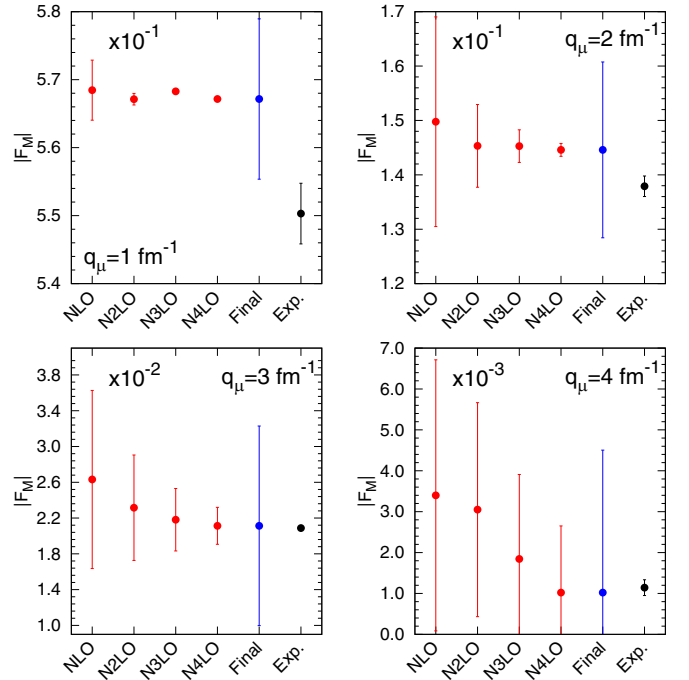 5.8
5.7
5.6
5.5
5.4
|F_M|
x10^-1
q_μ=1 fm^-1
NLO
N2LO
N3LO
N4LO
Final
Exp.
1.7
1.6
1.5
1.4
1.3
1.2
|F_M|
x10^-1
q_μ=2 fm^-1
NLO
N2LO
N3LO
N4LO
Final
Exp.
3.8
3.4
3.0
2.6
2.2
1.8
1.4
1.0
|F_M|
x10^-2
q_μ=3 fm^-1
NLO
N2LO
N3LO
N4LO
Final
Exp.
7.0
6.0
5.0
4.0
3.0
2.0
1.0
0.0
|F_M|
x10^-3
q_μ=4 fm^-1
NLO
N2LO
N3LO
N4LO
Final
Exp.